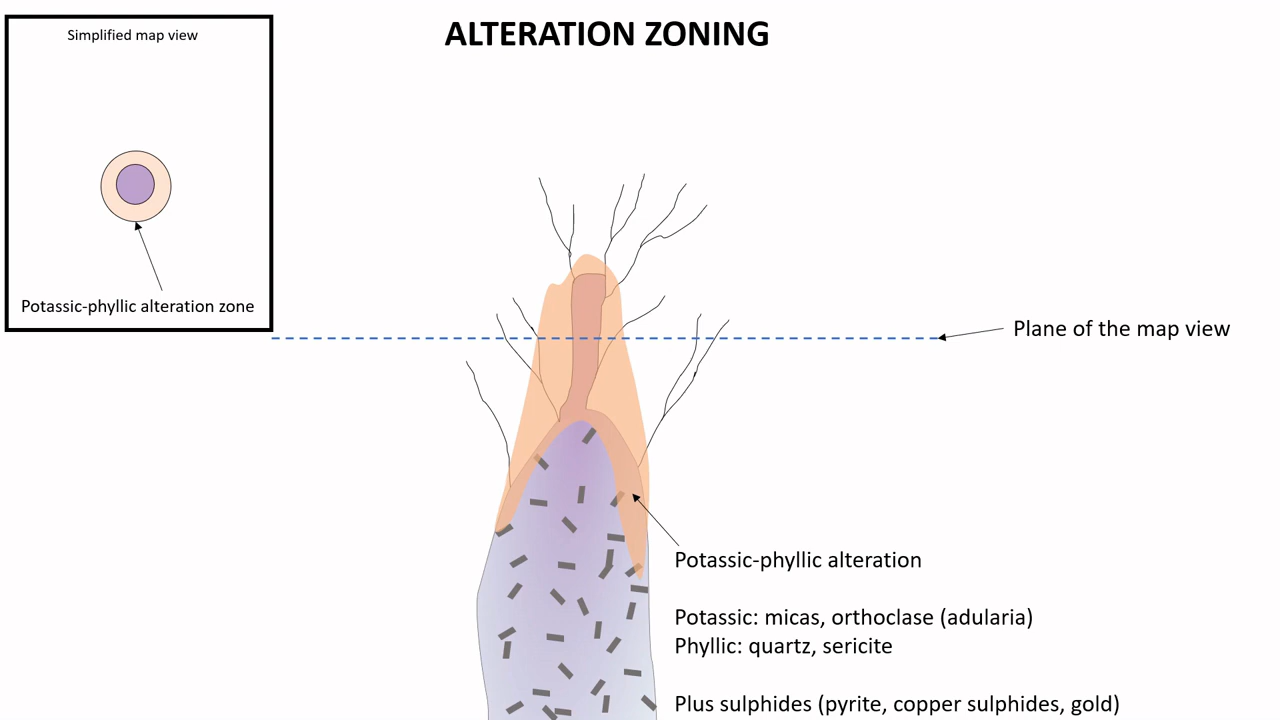 ALTERATION ZONING
Simplified map view
Potassic-phyllic alteration zone
Plane of the map view
Potassic-phyllic alteration
Potassic: micas, orthoclase (adularia)
Phyllic: quartz, sericite
Plus sulphides (pyrite, copper sulphides, gold)